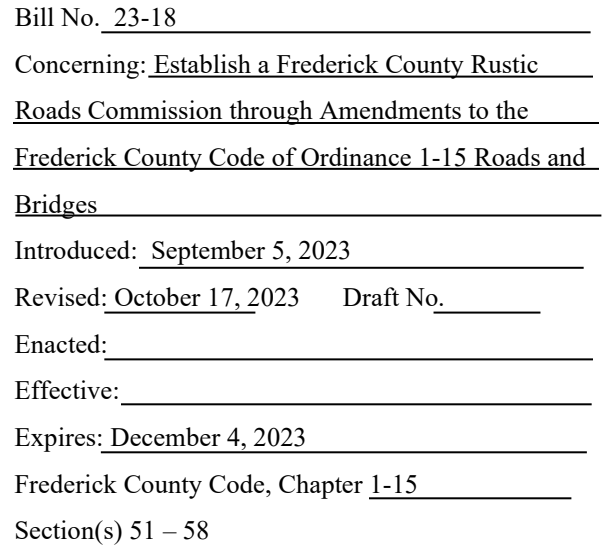 Bill No. 23-18
Concerning: Establish a Frederick County Rustic
Roads Commission through Amendments to the
Frederick County Code of Ordinance 1-15 Roads and
Bridges
Introduced: September 5, 2023
Revised: October 17, 2023 Draft No.
Enacted:
Effective:
Expires: December 4, 2023
Frederick County Code, Chapter 1-15
Section(s) 51 – 58